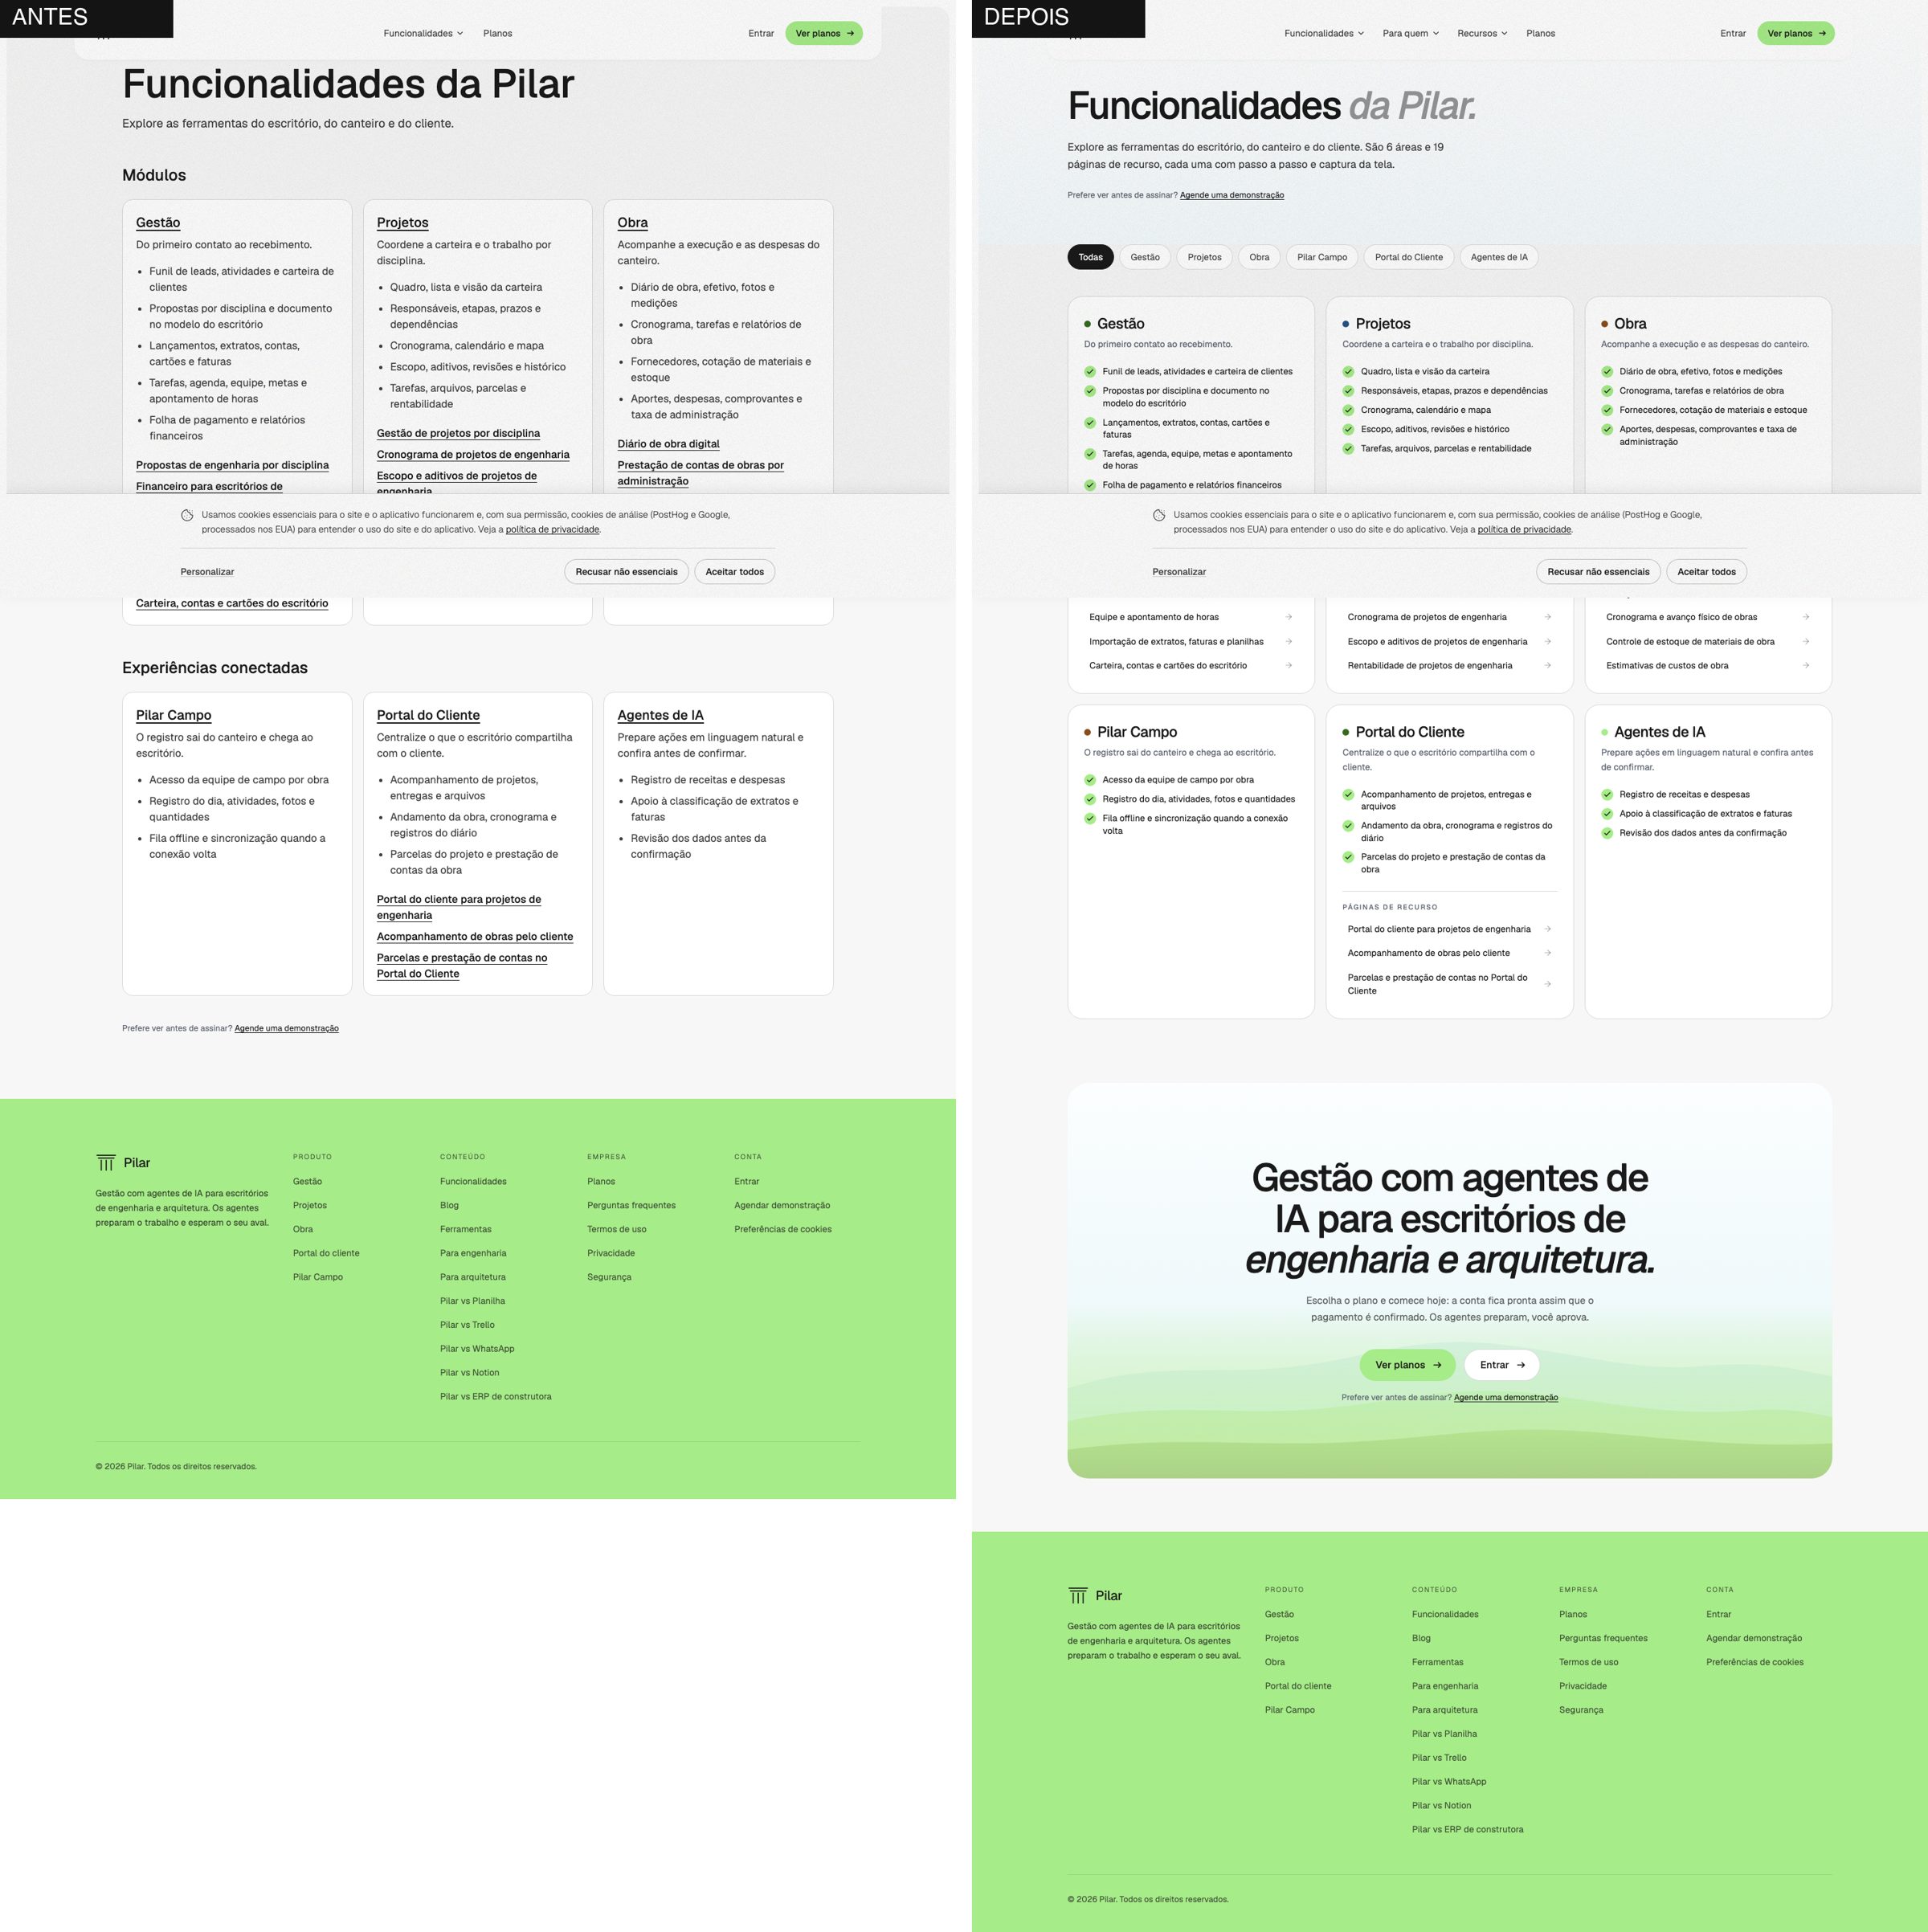 ANTES
Funcionalidades
Planos
Entrar
Ver planos
Funcionalidades da Pilar
Explore as ferramentas do escritório, do canteiro e do cliente.
Módulos
Gestão
Do primeiro contato ao recebimento.
Funil de leads, atividades e carteira de
clientes
Propostas por disciplina e documento
no modelo do escritório
Lançamentos, extratos, contas,
cartões e faturas
Tarefas, agenda, equipe, metas e
apontamento de horas
Folha de pagamento e relatórios
financeiros
Propostas de engenharia por disciplina
Financeiro para escritórios de
Projetos
Coordene a carteira e o trabalho por
disciplina.
Quadro, lista e visão da carteira
Responsáveis, etapas, prazos e
dependências
Cronograma, calendário e mapa
Escopo, aditivos, revisões e histórico
Tarefas, arquivos, parcelas e
rentabilidade
Gestão de projetos por disciplina
Cronograma de projetos de engenharia
Escopo e aditivos de projetos de
engenharia
Obra
Acompanhe a execução e as despesas do
canteiro.
Diário de obra, efetivo, fotos e
medições
Cronograma, tarefas e relatórios de
obra
Fornecedores, cotação de materiais e
estoque
Aportes, despesas, comprovantes e
taxa de administração
Diário de obra digital
Prestação de contas de obras por
administração
Usamos cookies essenciais para o site e o aplicativo funcionarem e, com sua permissão, cookies de análise (PostHog e Google,
processados nos EUA) para entender o uso do site e do aplicativo. Veja a política de privacidade.
Personalizar
Recusar não essenciais
Aceitar todos
Carteira, contas e cartões do escritório
Experiências conectadas
Pilar Campo
O registro sai do canteiro e chega ao
escritório.
Acesso da equipe de campo por obra
Registro do dia, atividades, fotos e
quantidades
Fila offline e sincronização quando a
conexão volta
Portal do Cliente
Centralize o que o escritório compartilha
com o cliente.
Acompanhamento de projetos,
entregas e arquivos
Andamento da obra, cronograma e
registros do diário
Parcelas do projeto e prestação de
contas da obra
Portal do cliente para projetos de
engenharia
Acompanhamento de obras pelo cliente
Parcelas e prestação de contas no
Portal do Cliente
Agentes de IA
Prepare ações em linguagem natural e
confira antes de confirmar.
Registro de receitas e despesas
Apoio à classificação de extratos e
faturas
Revisão dos dados antes da
confirmação
Prefere ver antes de assinar? Agende uma demonstração
Pilar
Gestão com agentes de IA para escritórios
de engenharia e arquitetura. Os agentes
preparam o trabalho e esperam o seu aval.
PRODUTO
Gestão
Projetos
Obra
Portal do cliente
Pilar Campo
CONTEÚDO
Funcionalidades
Blog
Ferramentas
Para engenharia
Para arquitetura
Pilar vs Planilha
Pilar vs Trello
Pilar vs WhatsApp
Pilar vs Notion
Pilar vs ERP de construtora
EMPRESA
Planos
Perguntas frequentes
Termos de uso
Privacidade
Segurança
CONTA
Entrar
Agendar demonstração
Preferências de cookies
© 2026 Pilar. Todos os direitos reservados.
DEPOIS
Funcionalidades
Para quem
Recursos
Planos
Entrar
Ver planos
Funcionalidades da Pilar.
Explore as ferramentas do escritório, do canteiro e do cliente. São 6 áreas e 19
páginas de recurso, cada uma com passo a passo e captura da tela.
Prefere ver antes de assinar? Agende uma demonstração
Todas
Gestão
Projetos
Obra
Pilar Campo
Portal do Cliente
Agentes de IA
Gestão
Do primeiro contato ao recebimento.
Funil de leads, atividades e carteira de clientes
Propostas por disciplina e documento no
modelo do escritório
Lançamentos, extratos, contas, cartões e
faturas
Tarefas, agenda, equipe, metas e apontamento
de horas
Folha de pagamento e relatórios financeiros
Projetos
Coordene a carteira e o trabalho por disciplina.
Quadro, lista e visão da carteira
Responsáveis, etapas, prazos e dependências
Cronograma, calendário e mapa
Escopo, aditivos, revisões e histórico
Tarefas, arquivos, parcelas e rentabilidade
Obra
Acompanhe a execução e as despesas do canteiro.
Diário de obra, efetivo, fotos e medições
Cronograma, tarefas e relatórios de obra
Fornecedores, cotação de materiais e estoque
Aportes, despesas, comprovantes e taxa de
administração
Usamos cookies essenciais para o site e o aplicativo funcionarem e, com sua permissão, cookies de análise (PostHog e Google,
processados nos EUA) para entender o uso do site e do aplicativo. Veja a política de privacidade.
Personalizar
Recusar não essenciais
Aceitar todos
Equipe e apontamento de horas
Importação de extratos, faturas e planilhas
Carteira, contas e cartões do escritório
Cronograma de projetos de engenharia
Escopo e aditivos de projetos de engenharia
Rentabilidade de projetos de engenharia
Cronograma e avanço físico de obras
Controle de estoque de materiais de obra
Estimativas de custos de obra
Pilar Campo
O registro sai do canteiro e chega ao escritório.
Acesso da equipe de campo por obra
Registro do dia, atividades, fotos e quantidades
Fila offline e sincronização quando a conexão
volta
Portal do Cliente
Centralize o que o escritório compartilha com o
cliente.
Acompanhamento de projetos, entregas e
arquivos
Andamento da obra, cronograma e registros do
diário
Parcelas do projeto e prestação de contas da
obra
PÁGINAS DE RECURSO
Portal do cliente para projetos de engenharia
Acompanhamento de obras pelo cliente
Parcelas e prestação de contas no Portal do
Cliente
Agentes de IA
Prepare ações em linguagem natural e confira antes
de confirmar.
Registro de receitas e despesas
Apoio à classificação de extratos e faturas
Revisão dos dados antes da confirmação
Gestão com agentes de
IA para escritórios de
engenharia e arquitetura.
Escolha o plano e comece hoje: a conta fica pronta assim que o
pagamento é confirmado. Os agentes preparam, você aprova.
Ver planos
Entrar
Prefere ver antes de assinar? Agende uma demonstração
Pilar
Gestão com agentes de IA para escritórios
de engenharia e arquitetura. Os agentes
preparam o trabalho e esperam o seu aval.
PRODUTO
Gestão
Projetos
Obra
Portal do cliente
Pilar Campo
CONTEÚDO
Funcionalidades
Blog
Ferramentas
Para engenharia
Para arquitetura
Pilar vs Planilha
Pilar vs Trello
Pilar vs WhatsApp
Pilar vs Notion
Pilar vs ERP de construtora
EMPRESA
Planos
Perguntas frequentes
Termos de uso
Privacidade
Segurança
CONTA
Entrar
Agendar demonstração
Preferências de cookies
© 2026 Pilar. Todos os direitos reservados.